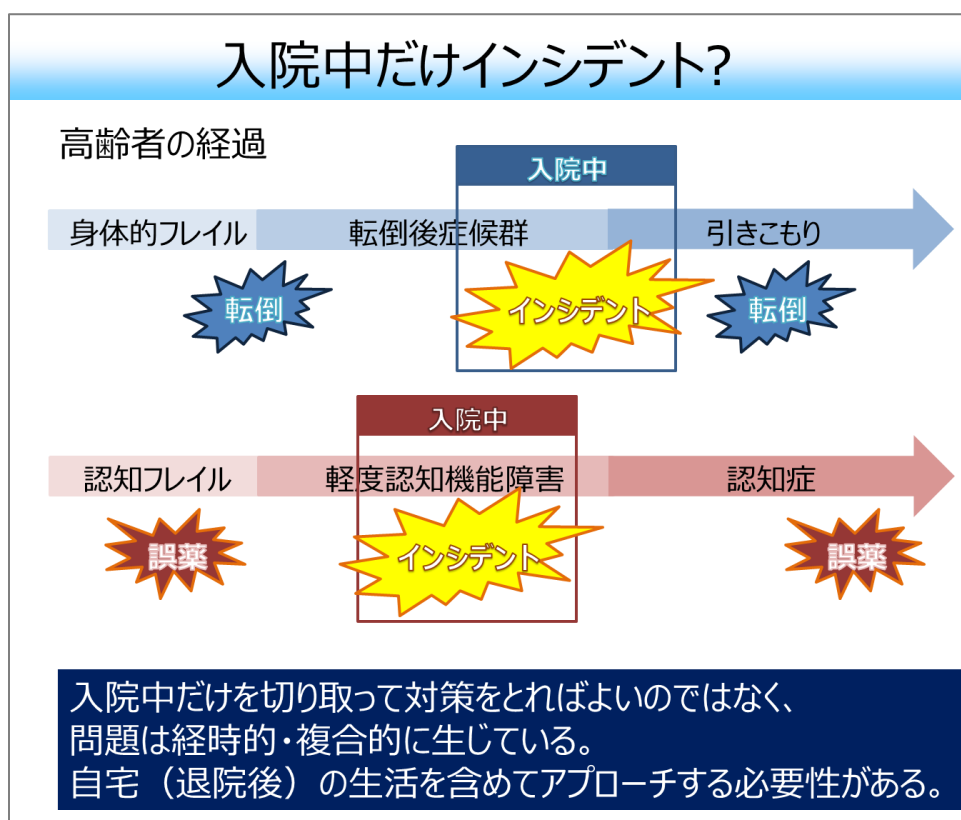 入院中だけインシデント?
高齢者の経過
入院中
身体的フレイル
転倒後症候群
引きこもり
転倒
インシデント
転倒
入院中
認知フレイル
軽度認知機能障害
認知症
誤薬
インシデント
誤薬
入院中だけを切り取って対策をとればよいのではなく、
問題は経時的・複合的に生じている。
自宅（退院後）の生活を含めてアプローチする必要性がある。